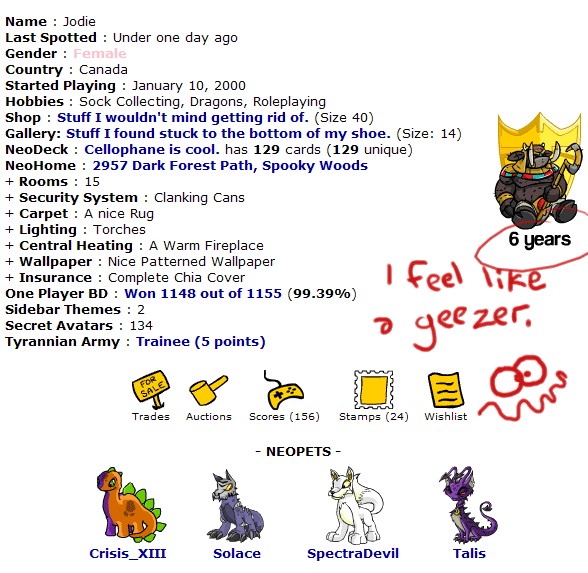 Name : Jodie
Last Spotted : Under one day ago
Gender : Female
Country : Canada
Started Playing : January 10, 2000
Hobbies : Sock Collecting, Dragons, Roleplaying
Shop : Stuff I wouldn't mind getting rid of. (Size 40)
Gallery: Stuff I found stuck to the bottom of my shoe. (Size: 14)
NeoDeck : Cellophane is cool. has 129 cards (129 unique)
NeoHome : 2957 Dark Forest Path, Spooky Woods
+ Rooms : 15
+ Security System : Clanking Cans
+ Carpet : A nice Rug
+ Lighting : Torches
+ Central Heating : A Warm Fireplace
+ Wallpaper : Nice Patterned Wallpaper
+ Insurance : Complete Chia Cover
One Player BD : Won 1148 out of 1155 (99.39%)
Sidebar Themes : 2
Secret Avatars : 134
Tyrannian Army : Trainee (5 points)
6 years
I feel like
a geezer.
FOR SALE
Trades Auctions Scores (156) Stamps (24) Wishlist
- NEOPETS -
Crisis_XIII Solace SpectraDevil Talis